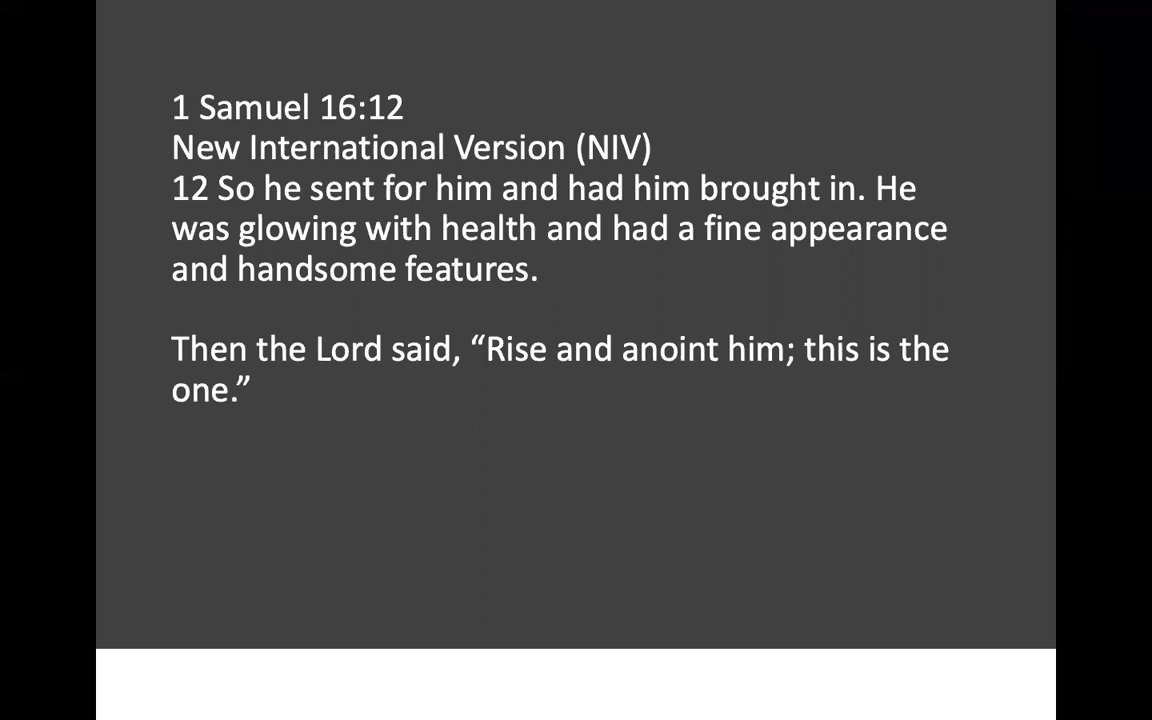 1 Samuel 16:12
New International Version (NIV)
12 So he sent for him and had him brought in. He
was glowing with health and had a fine appearance
and handsome features.
Then the Lord said, “Rise and anoint him; this is the
one.”